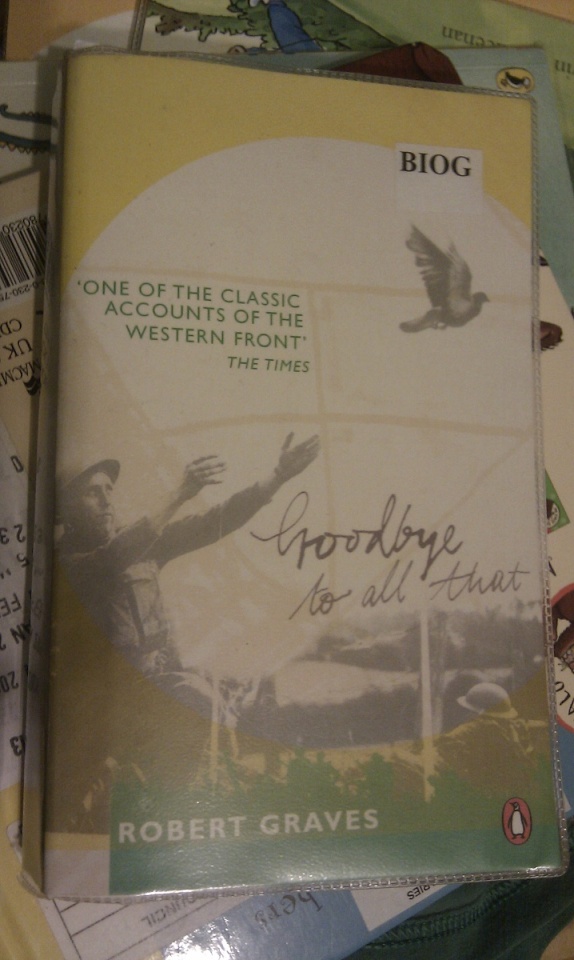 BIOG
'ONE OF THE CLASSIC
ACCOUNTS OF THE
WESTERN FRONT'
THE TIMES
Goodbye
to all that
ROBERT GRAVES